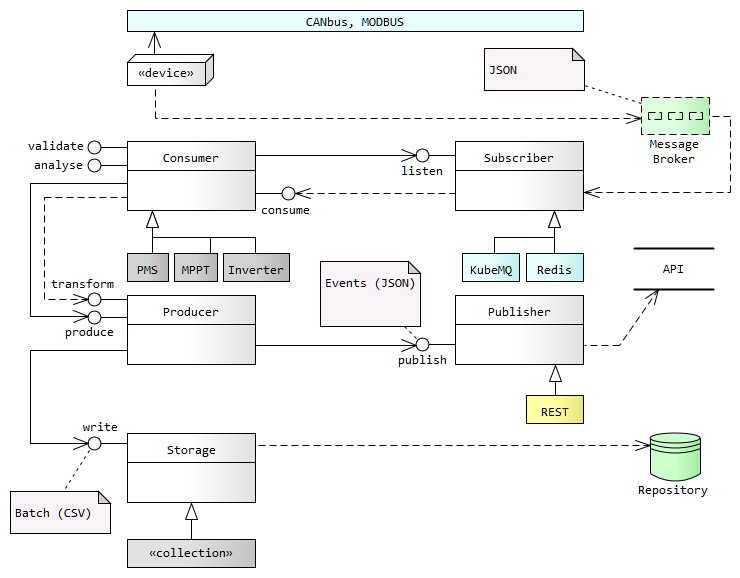 CANbus, MODBUS
«device»
JSON
Message
Broker
validate
analyse
Consumer
listen
Subscriber
consume
PMS
MPPT
Inverter
KubeMQ
Redis
API
transform
produce
Producer
Events (JSON)
publish
Publisher
REST
write
Storage
Repository
Batch (CSV)
«collection»